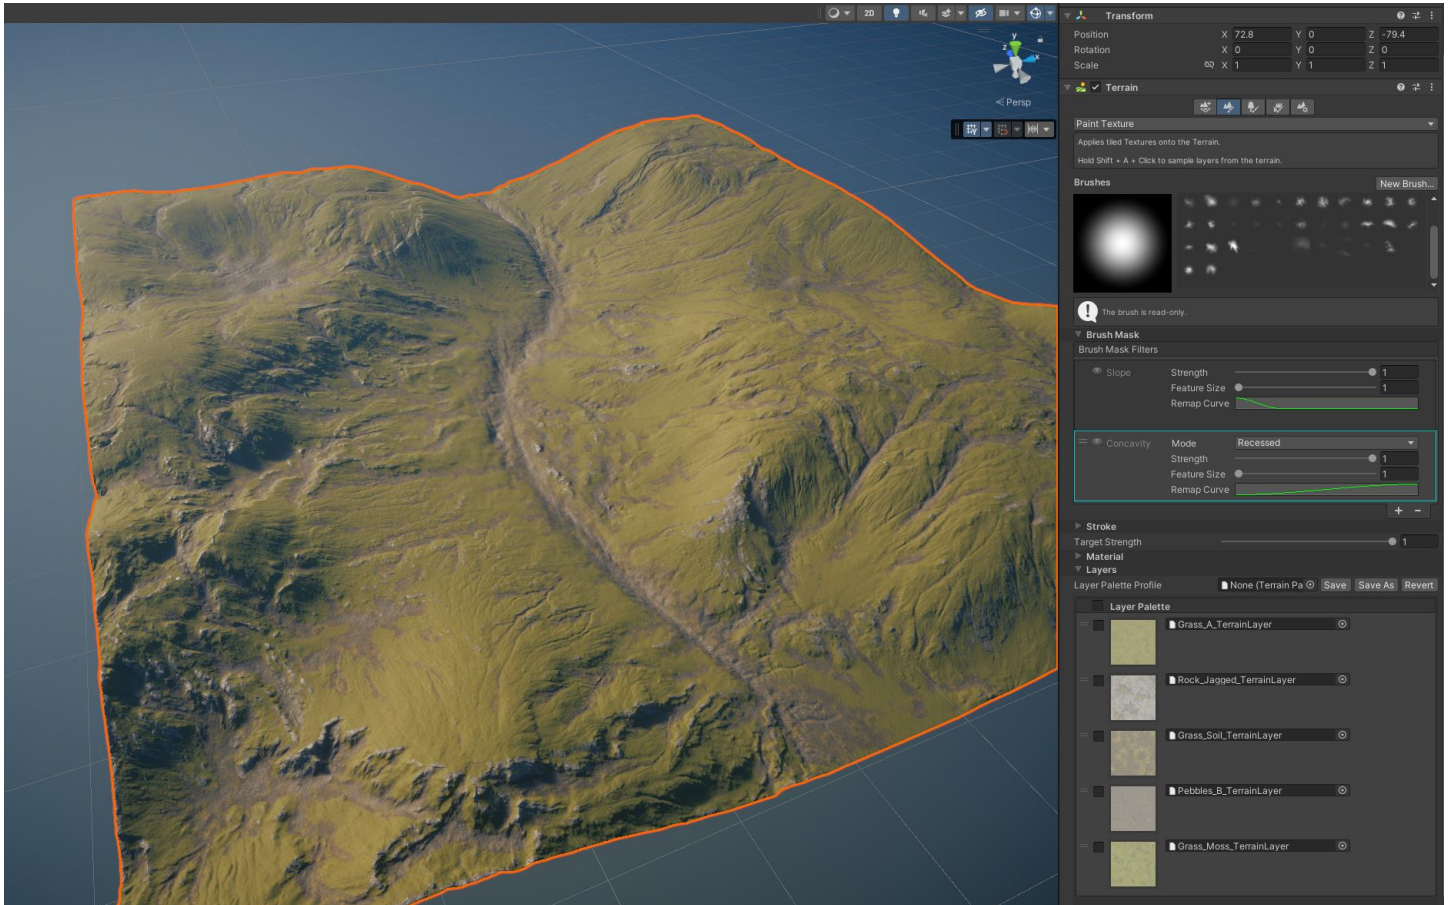 2D
Transform
Position X 72.8 Y 0 Z -79.4
Rotation X 0 Y 0 Z 0
Scale X 1 Y 1 Z 1
y
z
x
Persp
Terrain
Paint Texture
Applies tiled Textures onto the Terrain.
Hold Shift + A + Click to sample layers from the terrain.
Brushes
New Brush...
The brush is read-only.
Brush Mask
Brush Mask Filters
Slope Strength 1
Feature Size 1
Remap Curve
Concavity Mode Recessed
Strength 1
Feature Size 1
Remap Curve
+ −
Stroke
Target Strength 1
Material
Layers
Layer Palette Profile None (Terrain Pa Save Save As Revert
Layer Palette
Grass_A_TerrainLayer
Rock_Jagged_TerrainLayer
Grass_Soil_TerrainLayer
Pebbles_B_TerrainLayer
Grass_Moss_TerrainLayer